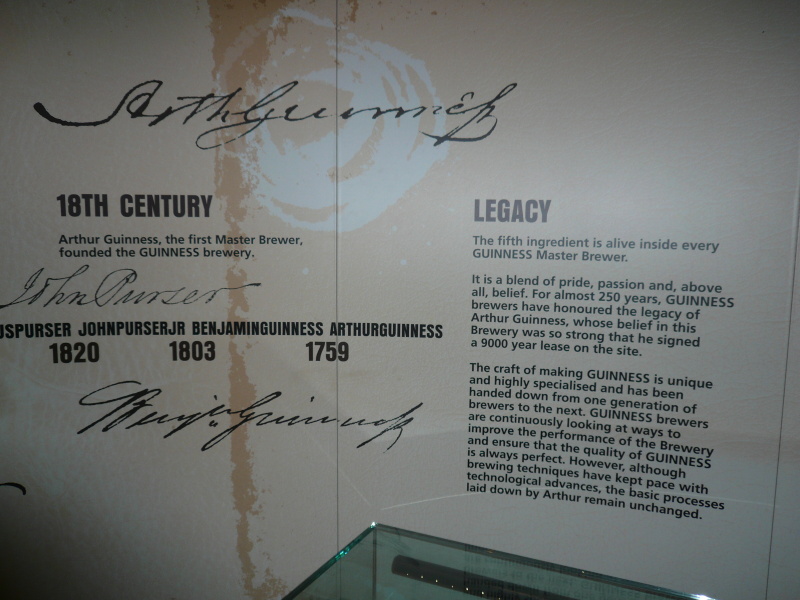 Arth Guinness
18TH CENTURY
Arthur Guinness, the first Master Brewer,
founded the GUINNESS brewery.
John Purser
JSPURSER JOHNPURSERJR BENJAMINGUINNESS ARTHURGUINNESS
1820 1803 1759
Benjn Guinness
LEGACY
The fifth ingredient is alive inside every
GUINNESS Master Brewer.
It is a blend of pride, passion and, above
all, belief. For almost 250 years, GUINNESS
brewers have honoured the legacy of
Arthur Guinness, whose belief in this
Brewery was so strong that he signed
a 9000 year lease on the site.
The craft of making GUINNESS is unique
and highly specialised and has been
handed down from one generation of
brewers to the next. GUINNESS brewers
are continuously looking at ways to
improve the performance of the Brewery
and ensure that the quality of GUINNESS
is always perfect. However, although
brewing techniques have kept pace with
technological advances, the basic processes
laid down by Arthur remain unchanged.